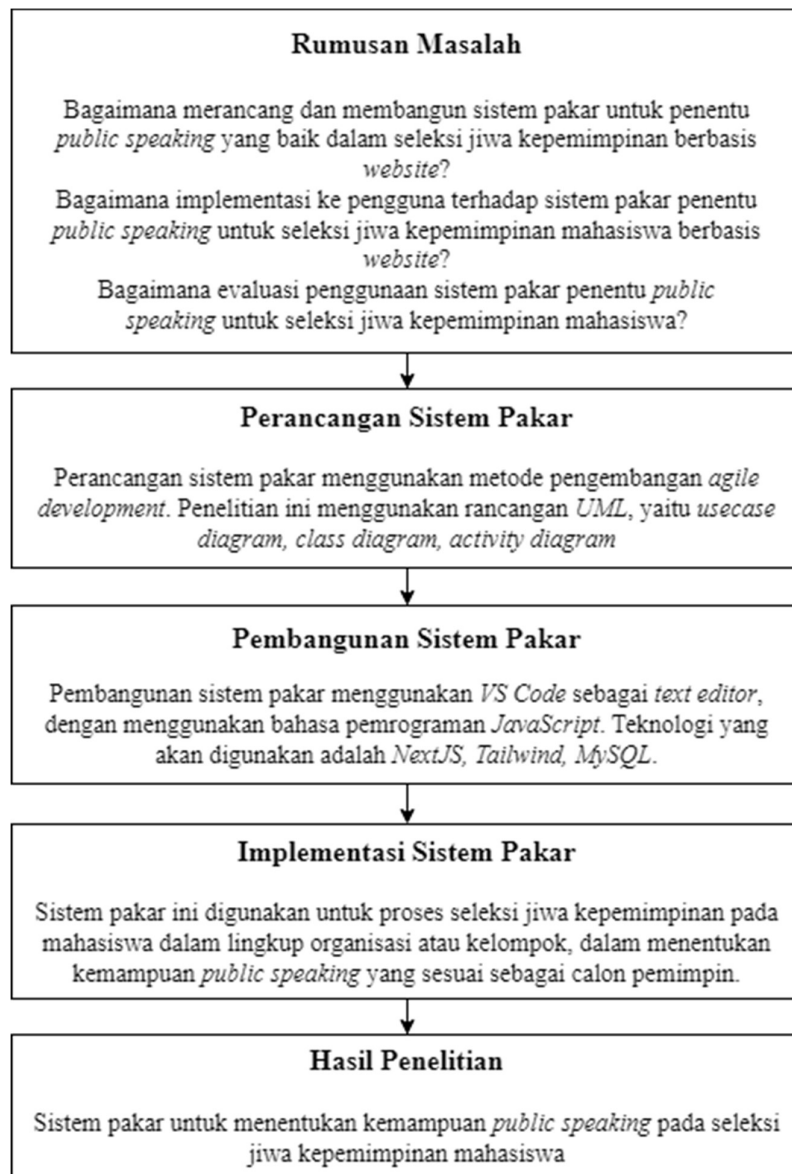 Rumusan Masalah
Bagaimana merancang dan membangun sistem pakar untuk penentu
public speaking yang baik dalam seleksi jiwa kepemimpinan berbasis
website?
Bagaimana implementasi ke pengguna terhadap sistem pakar penentu
public speaking untuk seleksi jiwa kepemimpinan mahasiswa berbasis
website?
Bagaimana evaluasi penggunaan sistem pakar penentu public
speaking untuk seleksi jiwa kepemimpinan mahasiswa?
Perancangan Sistem Pakar
Perancangan sistem pakar menggunakan metode pengembangan agile
development. Penelitian ini menggunakan rancangan UML, yaitu usecase
diagram, class diagram, activity diagram
Pembangunan Sistem Pakar
Pembangunan sistem pakar menggunakan VS Code sebagai text editor,
dengan menggunakan bahasa pemrograman JavaScript. Teknologi yang
akan digunakan adalah NextJS, Tailwind, MySQL.
Implementasi Sistem Pakar
Sistem pakar ini digunakan untuk proses seleksi jiwa kepemimpinan pada
mahasiswa dalam lingkup organisasi atau kelompok, dalam menentukan
kemampuan public speaking yang sesuai sebagai calon pemimpin.
Hasil Penelitian
Sistem pakar untuk menentukan kemampuan public speaking pada seleksi
jiwa kepemimpinan mahasiswa